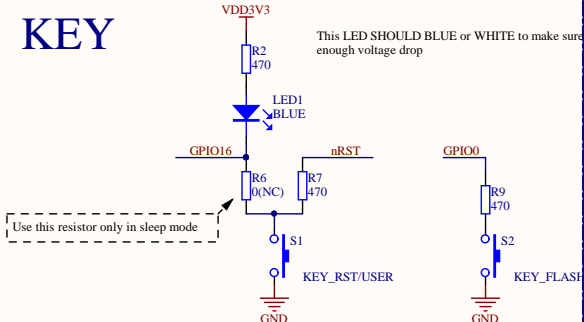 KEY
VDD3V3
This LED SHOULD BLUE or WHITE to make sure
enough voltage drop
R2
470
LED1
BLUE
GPIO16
nRST
GPIO0
R6
0(NC)
R7
470
R9
470
Use this resistor only in sleep mode
S1
S2
KEY_RST/USER
KEY_FLASH
GND
GND